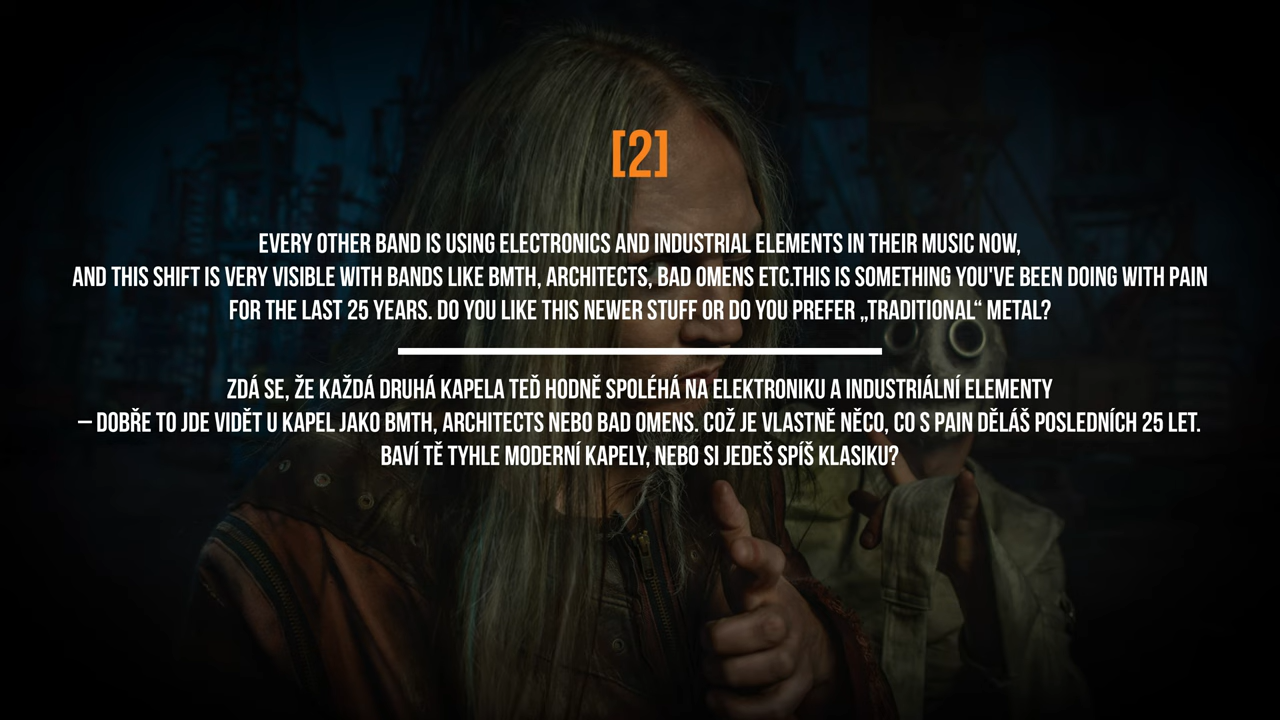 [2]
EVERY OTHER BAND IS USING ELECTRONICS AND INDUSTRIAL ELEMENTS IN THEIR MUSIC NOW,
AND THIS SHIFT IS VERY VISIBLE WITH BANDS LIKE BMTH, ARCHITECTS, BAD OMENS ETC.THIS IS SOMETHING YOU'VE BEEN DOING WITH PAIN
FOR THE LAST 25 YEARS. DO YOU LIKE THIS NEWER STUFF OR DO YOU PREFER „TRADITIONAL“ METAL?
ZDÁ SE, ŽE KAŽDÁ DRUHÁ KAPELA TEĎ HODNĚ SPOLÉHÁ NA ELEKTRONIKU A INDUSTRIÁLNÍ ELEMENTY
– DOBŘE TO JDE VIDĚT U KAPEL JAKO BMTH, ARCHITECTS NEBO BAD OMENS. COŽ JE VLASTNĚ NĚCO, CO S PAIN DĚLÁŠ POSLEDNÍCH 25 LET.
BAVÍ TĚ TYHLE MODERNÍ KAPELY, NEBO SI JEDEŠ SPÍŠ KLASIKU?